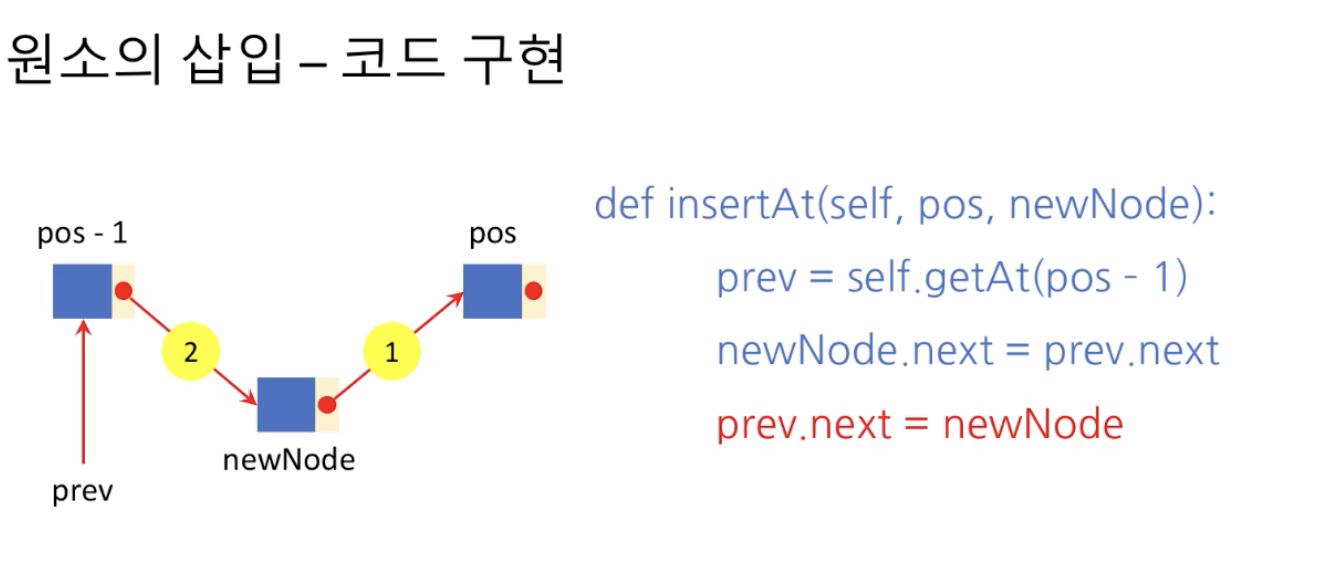 원소의 삽입 – 코드 구현
def insertAt(self, pos, newNode):
prev = self.getAt(pos - 1)
newNode.next = prev.next
prev.next = newNode
pos - 1
pos
2
1
newNode
prev